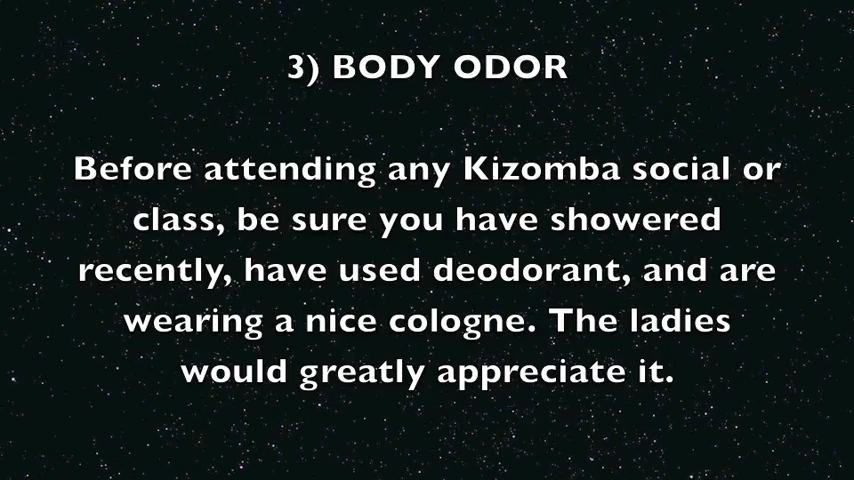 3) BODY ODOR
Before attending any Kizomba social or
class, be sure you have showered
recently, have used deodorant, and are
wearing a nice cologne. The ladies
would greatly appreciate it.